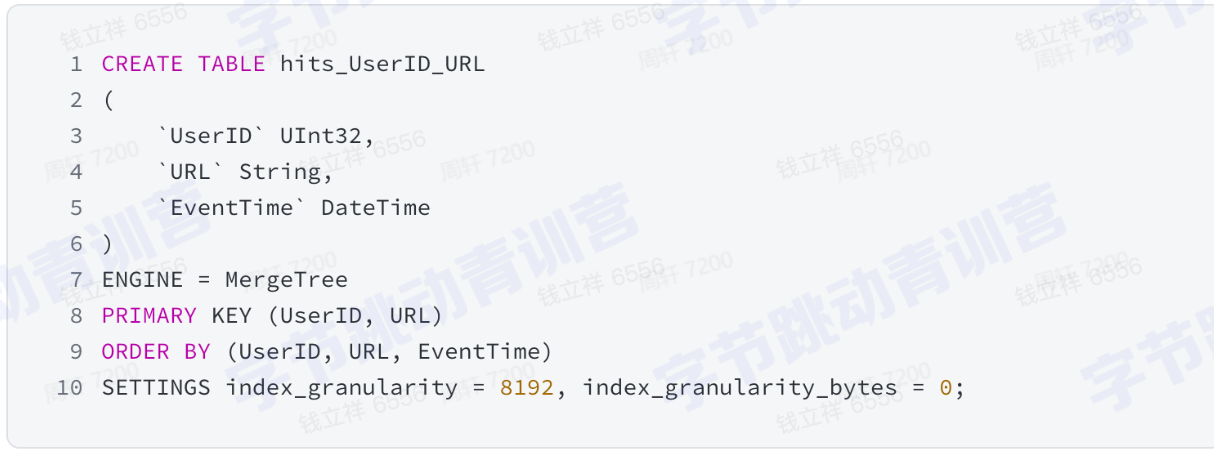 1 CREATE TABLE hits_UserID_URL
2 (
3 `UserID` UInt32,
4 `URL` String,
5 `EventTime` DateTime
6 )
7 ENGINE = MergeTree
8 PRIMARY KEY (UserID, URL)
9 ORDER BY (UserID, URL, EventTime)
10 SETTINGS index_granularity = 8192, index_granularity_bytes = 0;
字节跳动青训营
钱立祥 6556
周轩 7200